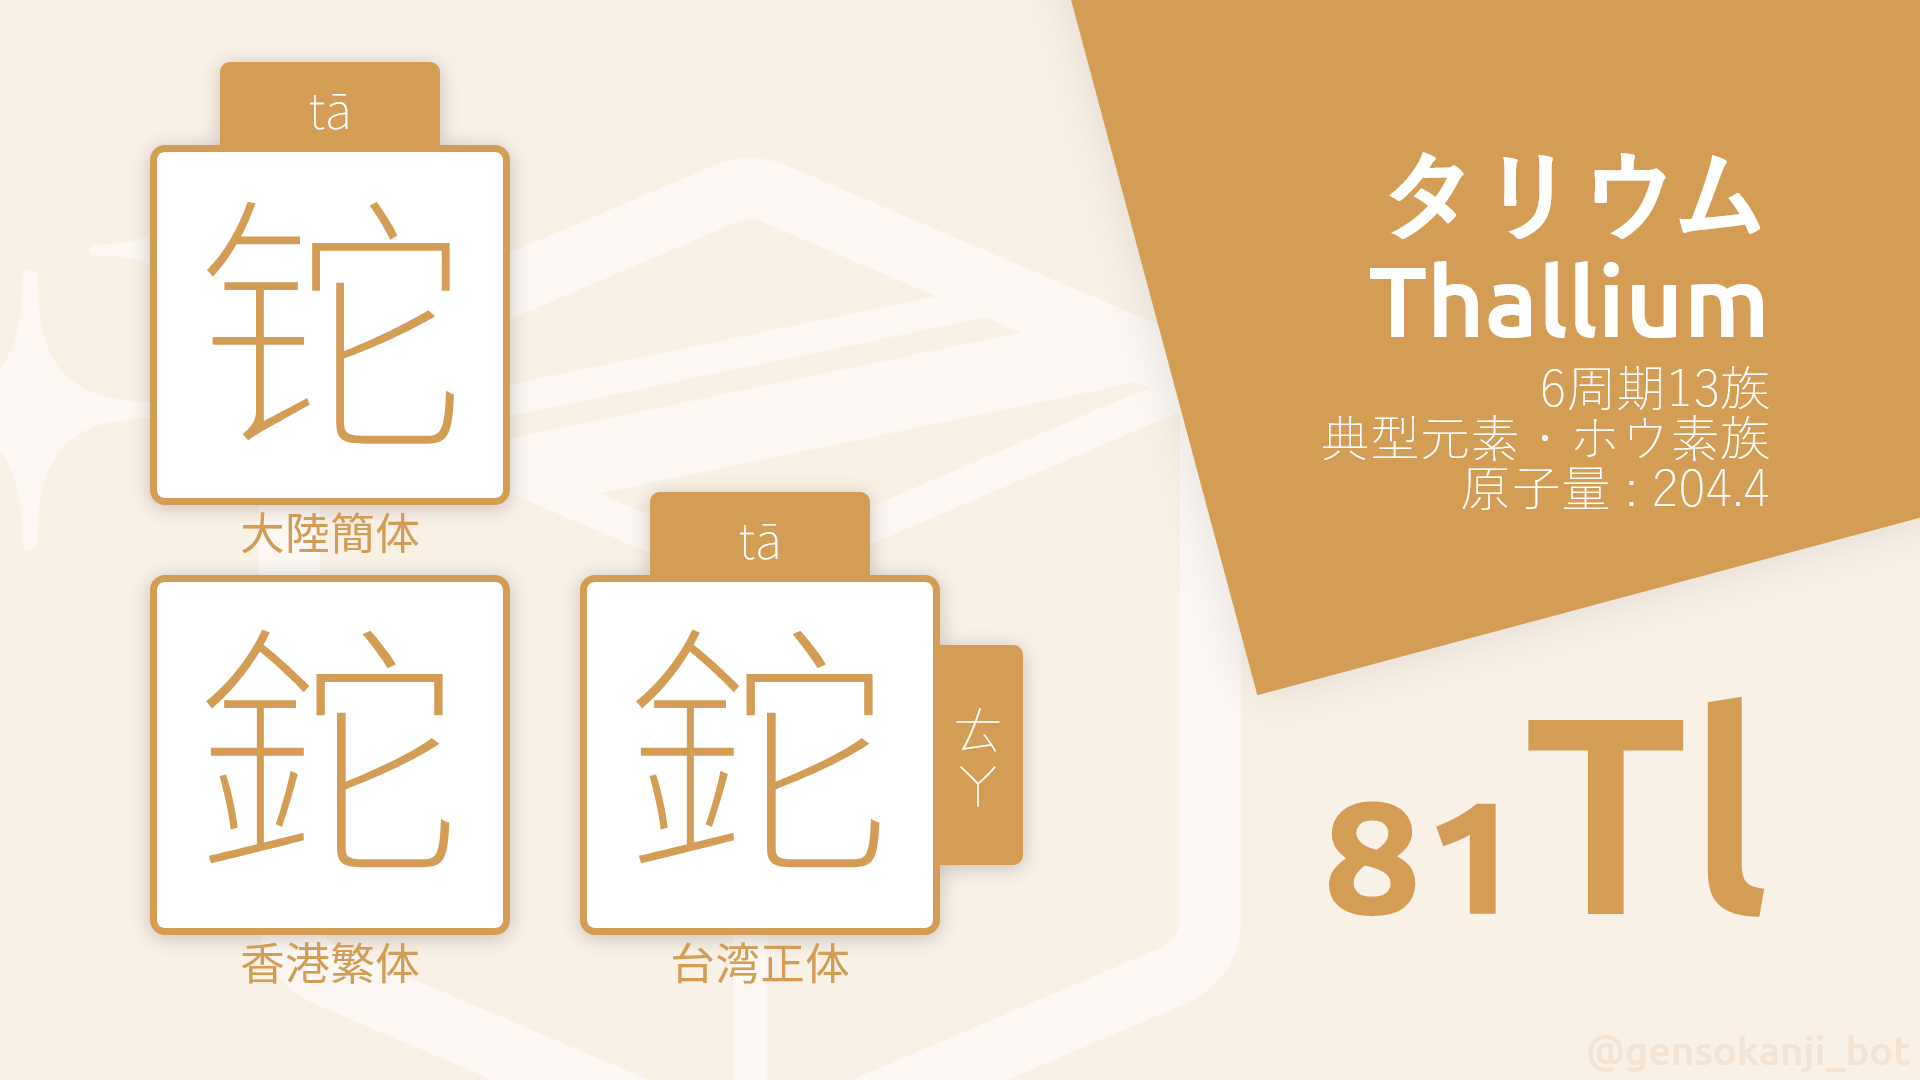 tā
铊
大陸簡体
鉈
香港繁体
tā
鉈
ㄊㄚ
台湾正体
タリウム
Thallium
6周期13族
典型元素・ホウ素族
原子量：204.4
81Tl
@gensokanji_bot